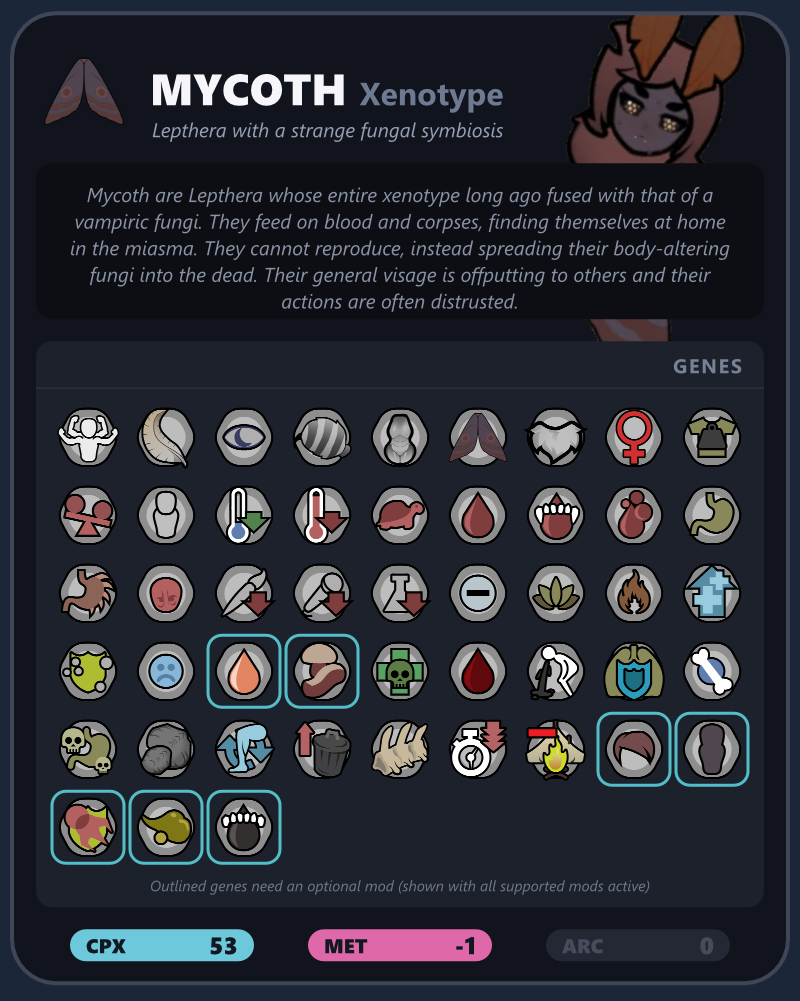 MYCOTH Xenotype
Lepthera with a strange fungal symbiosis
Mycoth are Lepthera whose entire xenotype long ago fused with that of a
vampiric fungi. They feed on blood and corpses, finding themselves at home
in the miasma. They cannot reproduce, instead spreading their body-altering
fungi into the dead. Their general visage is offputting to others and their
actions are often distrusted.
GENES
Outlined genes need an optional mod (shown with all supported mods active)
CPX 53 MET -1 ARC 0